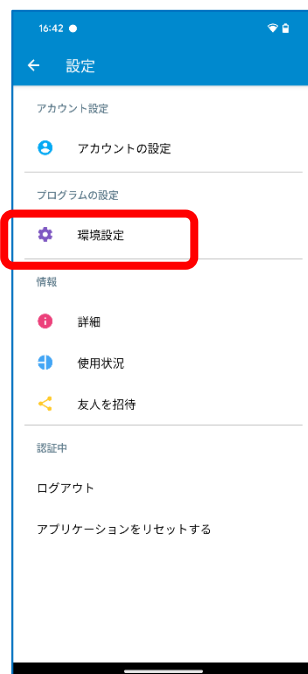 16:42
設定
アカウント設定
アカウントの設定
プログラムの設定
環境設定
情報
詳細
使用状況
友人を招待
認証中
ログアウト
アプリケーションをリセットする